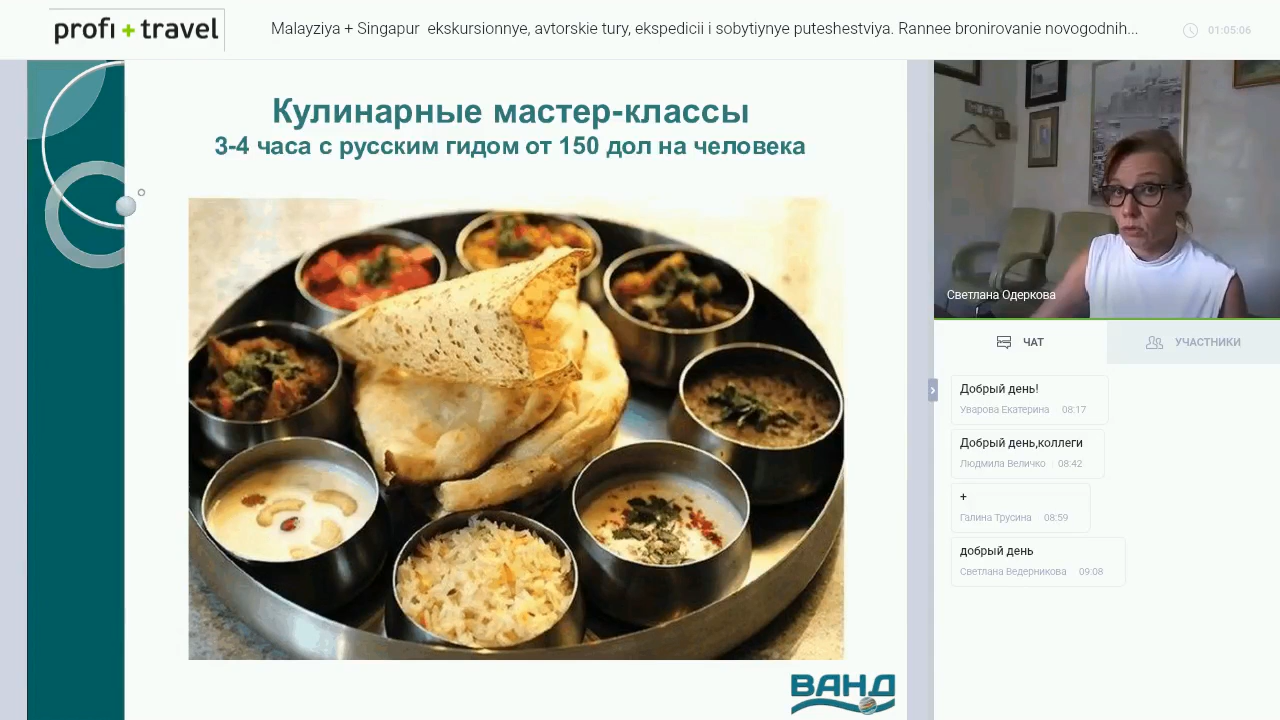 profi + travel
Malayziya + Singapur ekskursionnye, avtorskie tury, ekspedicii i sobytiynye puteshestviya. Rannee bronirovanie novogodnih...
01:05:06
Кулинарные мастер-классы
3-4 часа с русским гидом от 150 дол на человека
ВАНД
Светлана Одеркова
ЧАТ
УЧАСТНИКИ
Добрый день!
Уварова Екатерина 08:17
Добрый день,коллеги
Людмила Величко 08:42
+
Галина Трусина 08:59
добрый день
Светлана Ведерникова 09:08